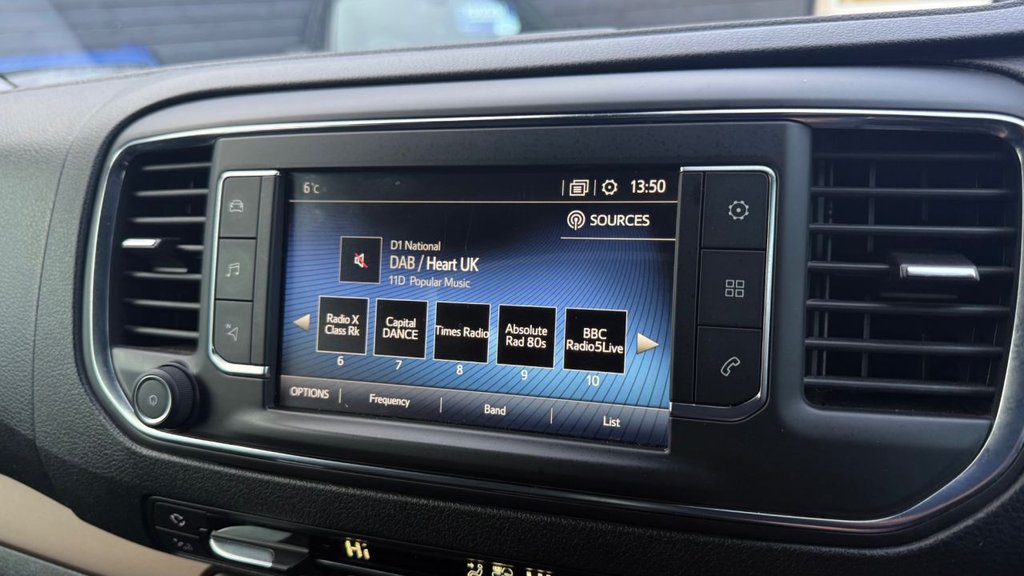 6°C
13:50
SOURCES
D1 National
DAB / Heart UK
11D Popular Music
Radio X
Class Rk
6
Capital
DANCE
7
Times Radio
8
Absolute
Rad 80s
9
BBC
Radio5Live
10
OPTIONS
Frequency
Band
List
Hi